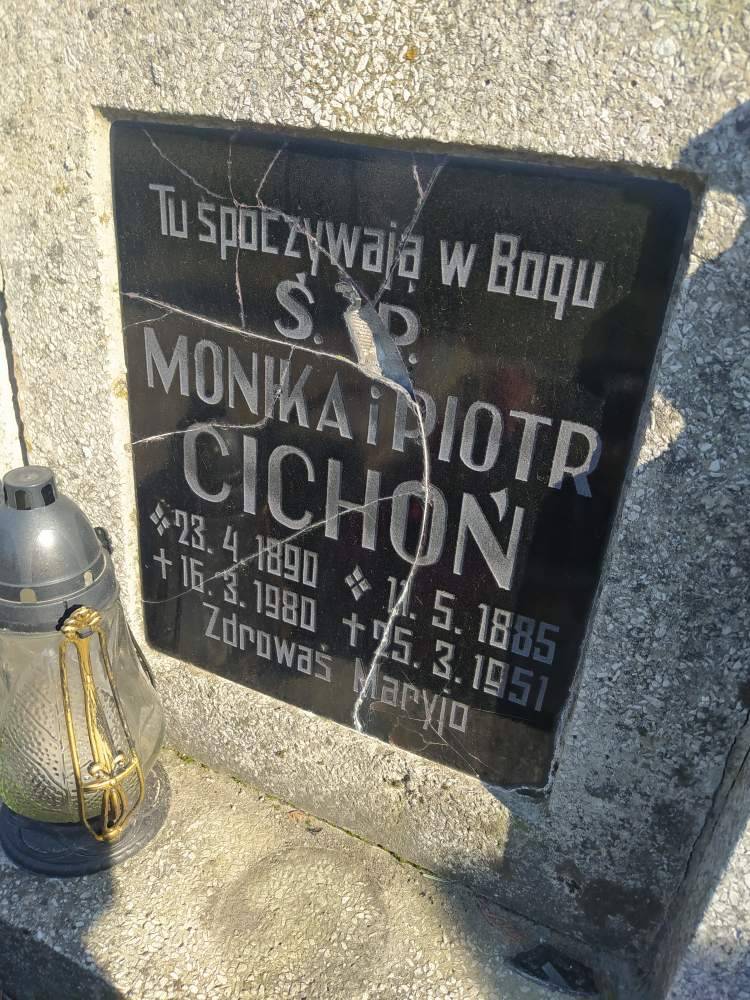 Tu spoczywają w Bogu
Ś. P.
MONIKA i PIOTR
CICHOŃ
23. 4. 1890 11. 5. 1885
+ 16. 3. 1980 + 25. 3. 1951
Zdrowaś Maryjo